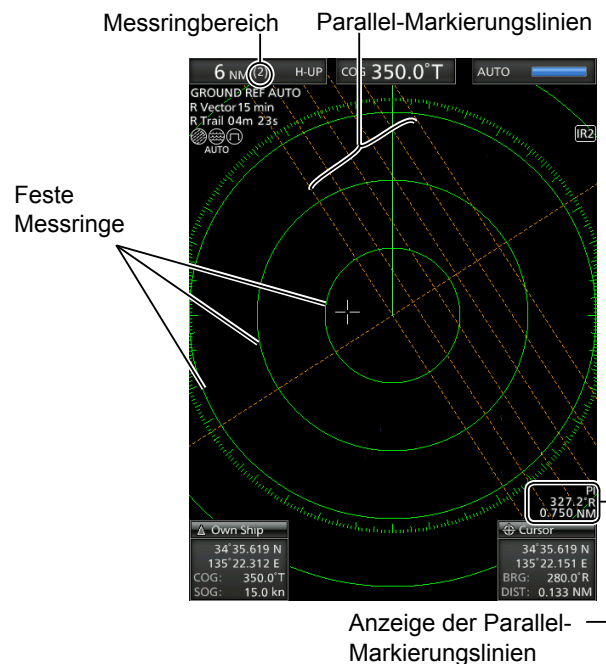 Messringbereich
Parallel-Markierungslinien
6 NM (2) H-UP COG 350.0°T AUTO
GROUND REF AUTO
R Vector 15 min
R Trail 04m 23s
AUTO
IR2
Feste
Messringe
PI
327.2°R
0.750 NM
Own Ship
34°35.619 N
135°22.312 E
COG: 350.0°T
SOG: 15.0 kn
Cursor
34°35.619 N
135°22.151 E
BRG: 280.0°R
DIST: 0.133 NM
Anzeige der Parallel-
Markierungslinien